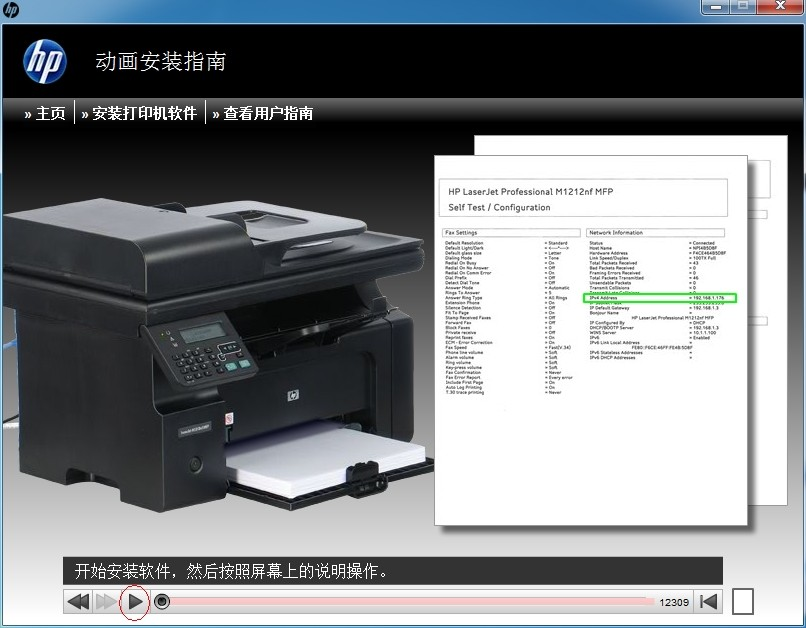 hp
hp 动画安装指南
» 主页 » 安装打印机软件 » 查看用户指南
HP LaserJet Professional M1212nf MFP
Self Test / Configuration
Fax Settings
Default Resolution = Standard
Default Light/Dark
Default glass size = Letter
Dialing Mode = Tone
Redial On Busy = On
Redial On No Answer = Off
Redial On Comm Error = On
Dial Prefix = Off
Detect Dial Tone = Off
Answer Mode = Automatic
Rings To Answer = 5
Answer Ring Type = All Rings
Extension Phone = On
Silence Detection = Off
Fit To Page = On
Stamp Received Faxes = Off
Forward Fax = Off
Block Faxes = 0
Private receive = Off
Reprint faxes = On
ECM - Error Correction = On
Fax Speed = Fast(V.34)
Phone line volume = Soft
Alarm volume = Soft
Ring volume = Soft
Key-press volume = Soft
Fax Confirmation = Never
Fax Error Report = Every error
Include First Page = On
Auto Log Printing = On
T.30 trace printing = Never
Network Information
Status = Connected
Host Name = NPI4B5DBF
Hardware Address = F4CE464B5DBF
Link Speed/Duplex = 100TX Full
Total Packets Received = 43
Bad Packets Received = 0
Framing Errors Received = 0
Total Packets Transmitted = 46
Unsendable Packets = 0
Transmit Collisions = 0
IPv4 Address = 192.168.1.176
IP Default Gateway = 192.168.1.3
Bonjour Name =
HP LaserJet Professional M1212nf MFP
IP Configured By = DHCP
DHCP/BOOTP Server = 192.168.1.3
WINS Server = 10.1.1.100
IPv6 = Enabled
IPv6 Link Local Address =
IPv6 Stateless Addresses =
IPv6 DHCP Addresses =
hp
开始安装软件，然后按照屏幕上的说明操作。
12309